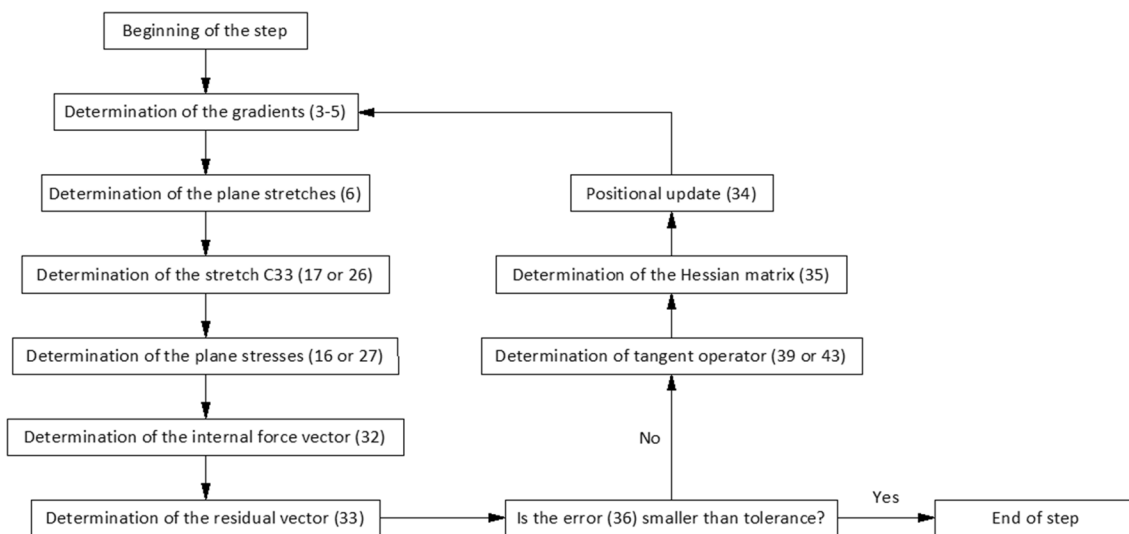 Beginning of the step
Determination of the gradients (3-5)
Determination of the plane stretches (6)
Determination of the stretch C33 (17 or 26)
Determination of the plane stresses (16 or 27)
Determination of the internal force vector (32)
Determination of the residual vector (33)
Is the error (36) smaller than tolerance?
No
Determination of tangent operator (39 or 43)
Determination of the Hessian matrix (35)
Positional update (34)
Yes
End of step